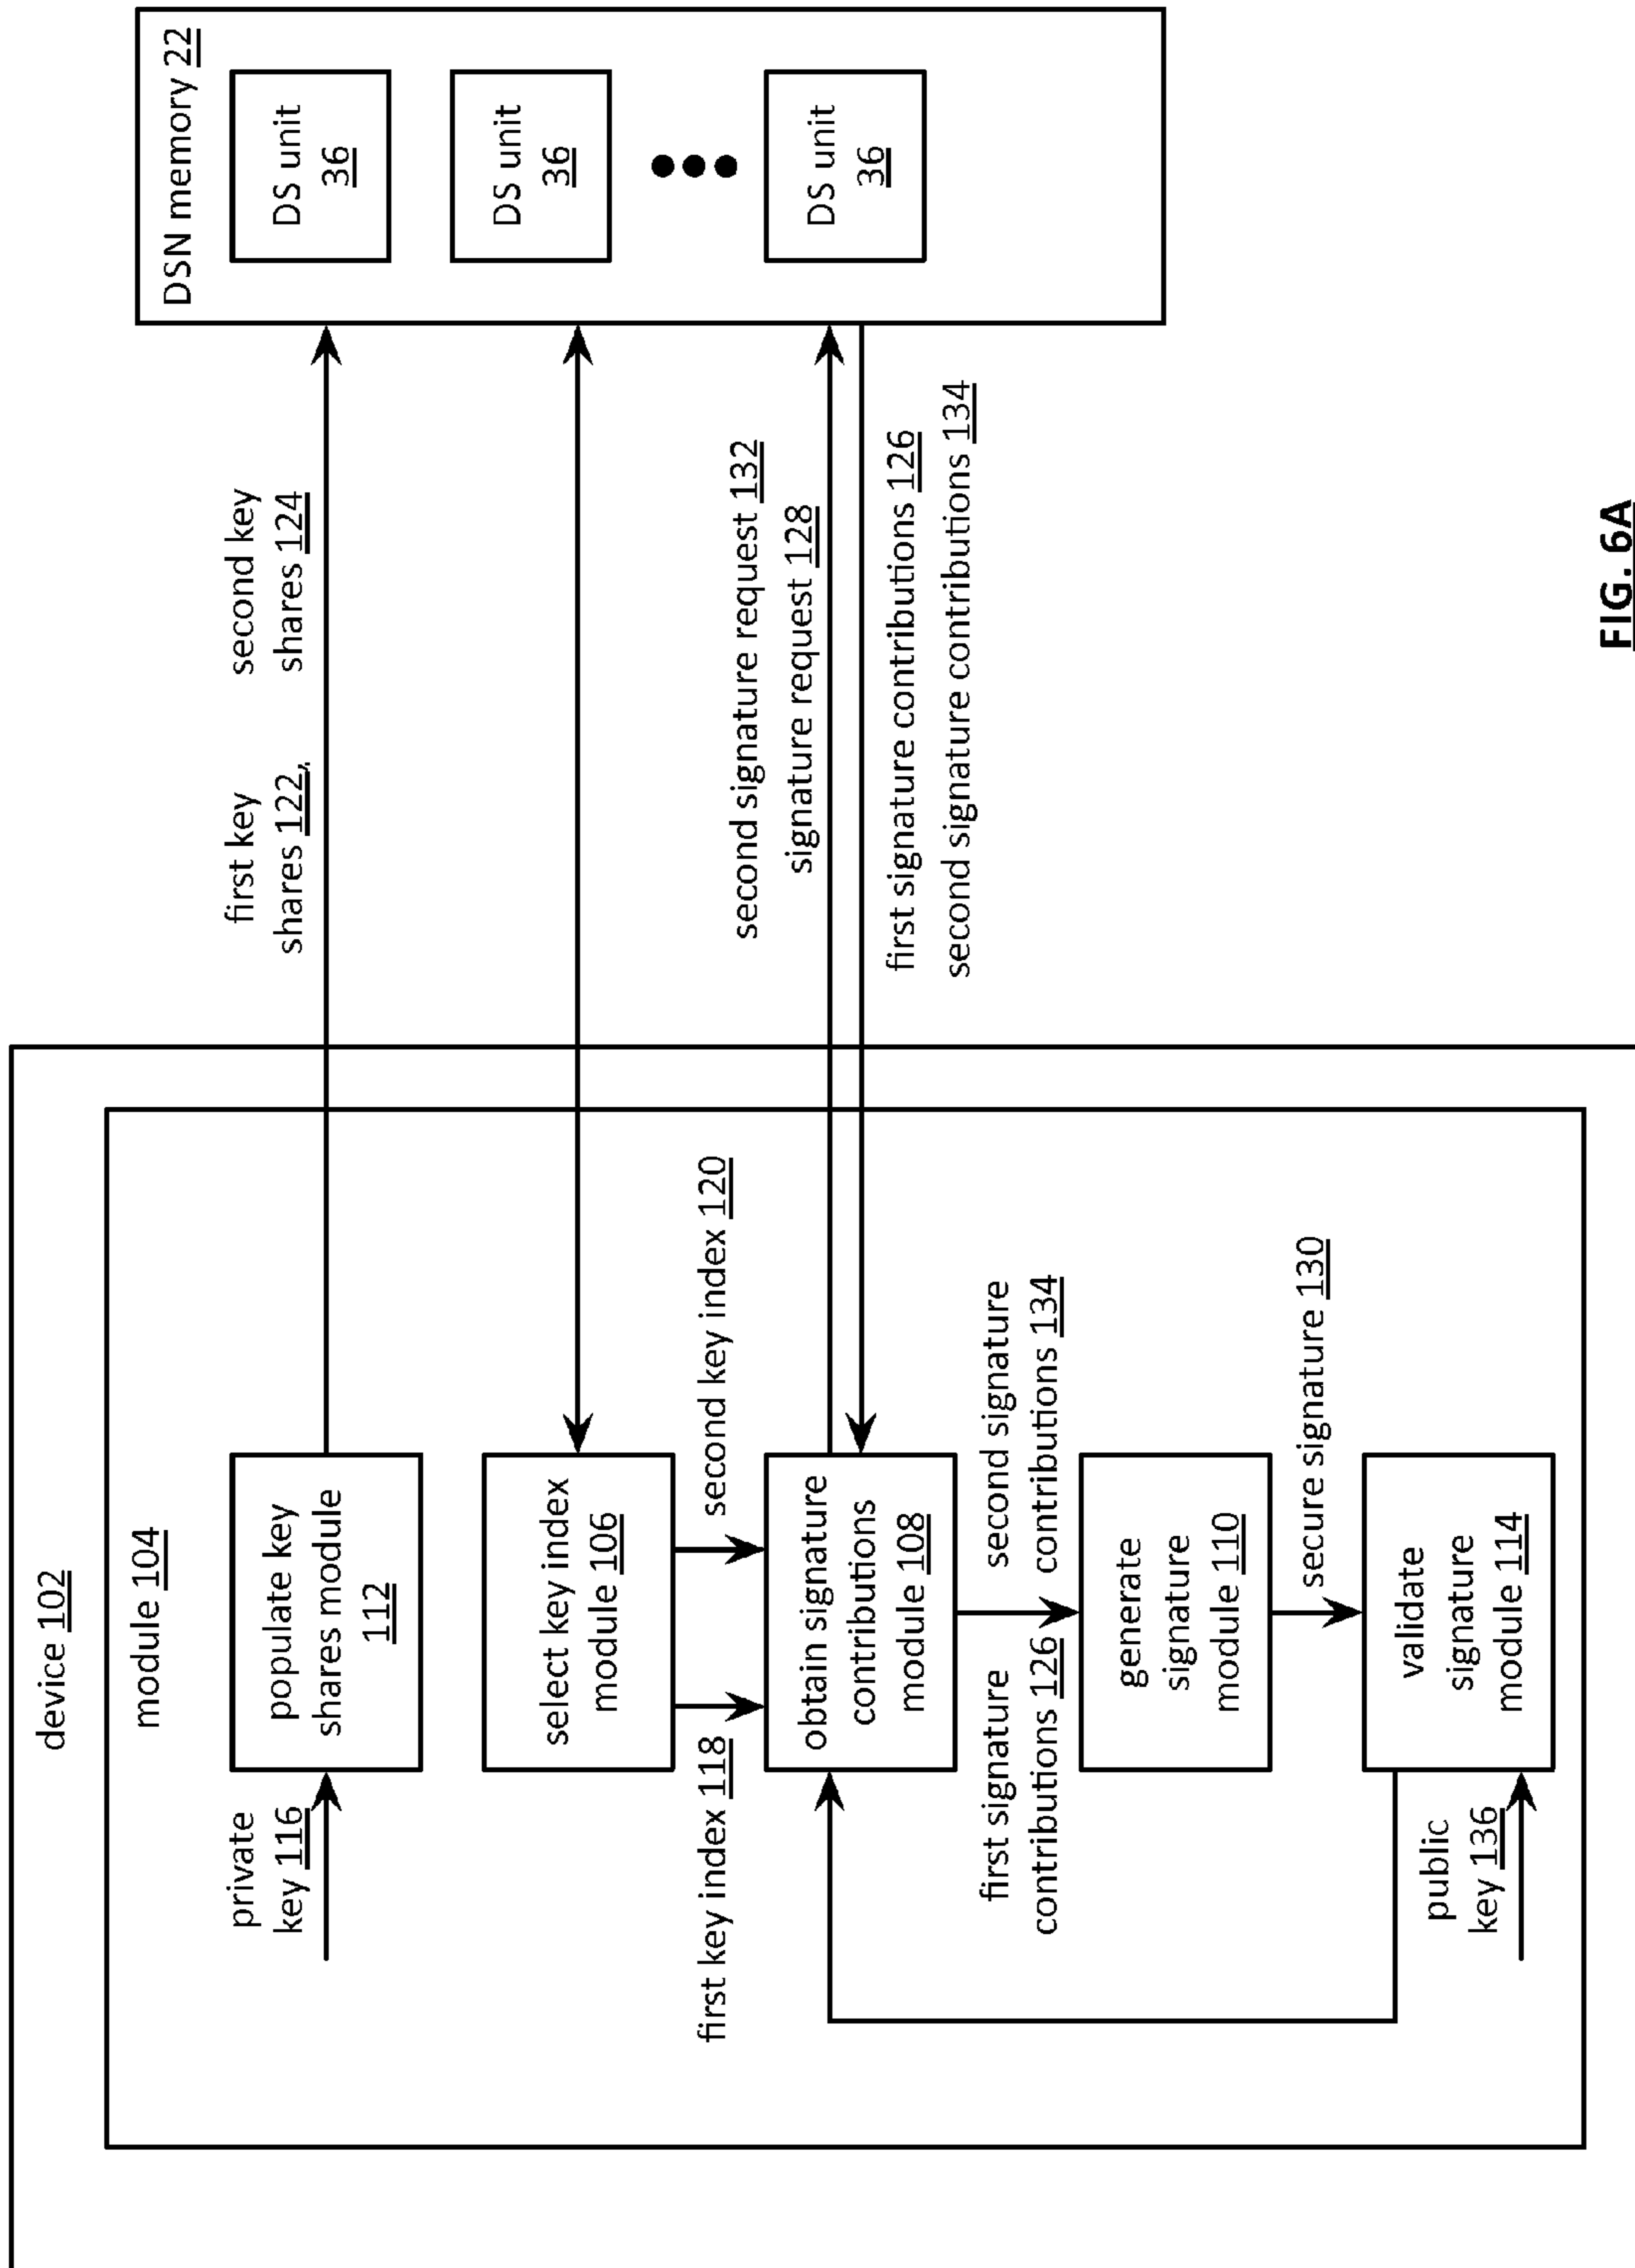 device 102
module 104
private
key 116
populate key
shares module
112
first key
shares 122,
second key
shares 124
DSN memory 22
DS unit
36
DS unit
36
DS unit
36
select key index
module 106
first key index 118
second key index 120
second signature request 132
signature request 128
obtain signature
contributions
module 108
first signature contributions 126
second signature contributions 134
first signature
contributions 126
second signature
contributions 134
generate
signature
module 110
secure signature 130
public
key 136
validate
signature
module 114
FIG. 6A